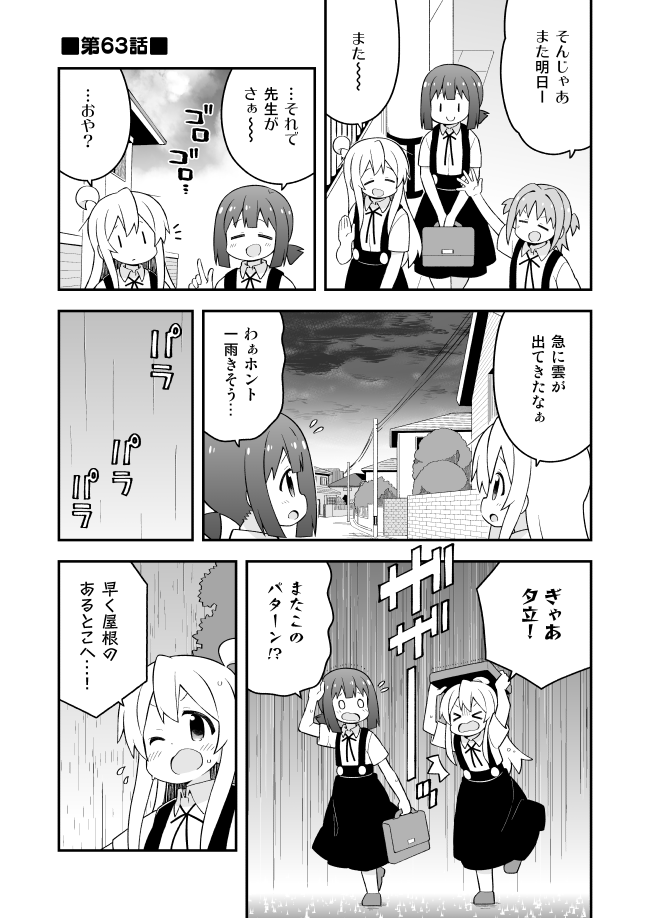 ■第63話■
そんじゃあ
また明日ー
また〜〜
…それで
先生が
さぁ〜〜
ゴロ
ゴロ…
…おや？
急に雲が
出てきたなぁ
わぁホント
一雨きそう…
パラ
パラ
パラ
ぎゃあ
夕立！
ザザーー
またこの
パターン!?
早く屋根の
あるとこへ…！